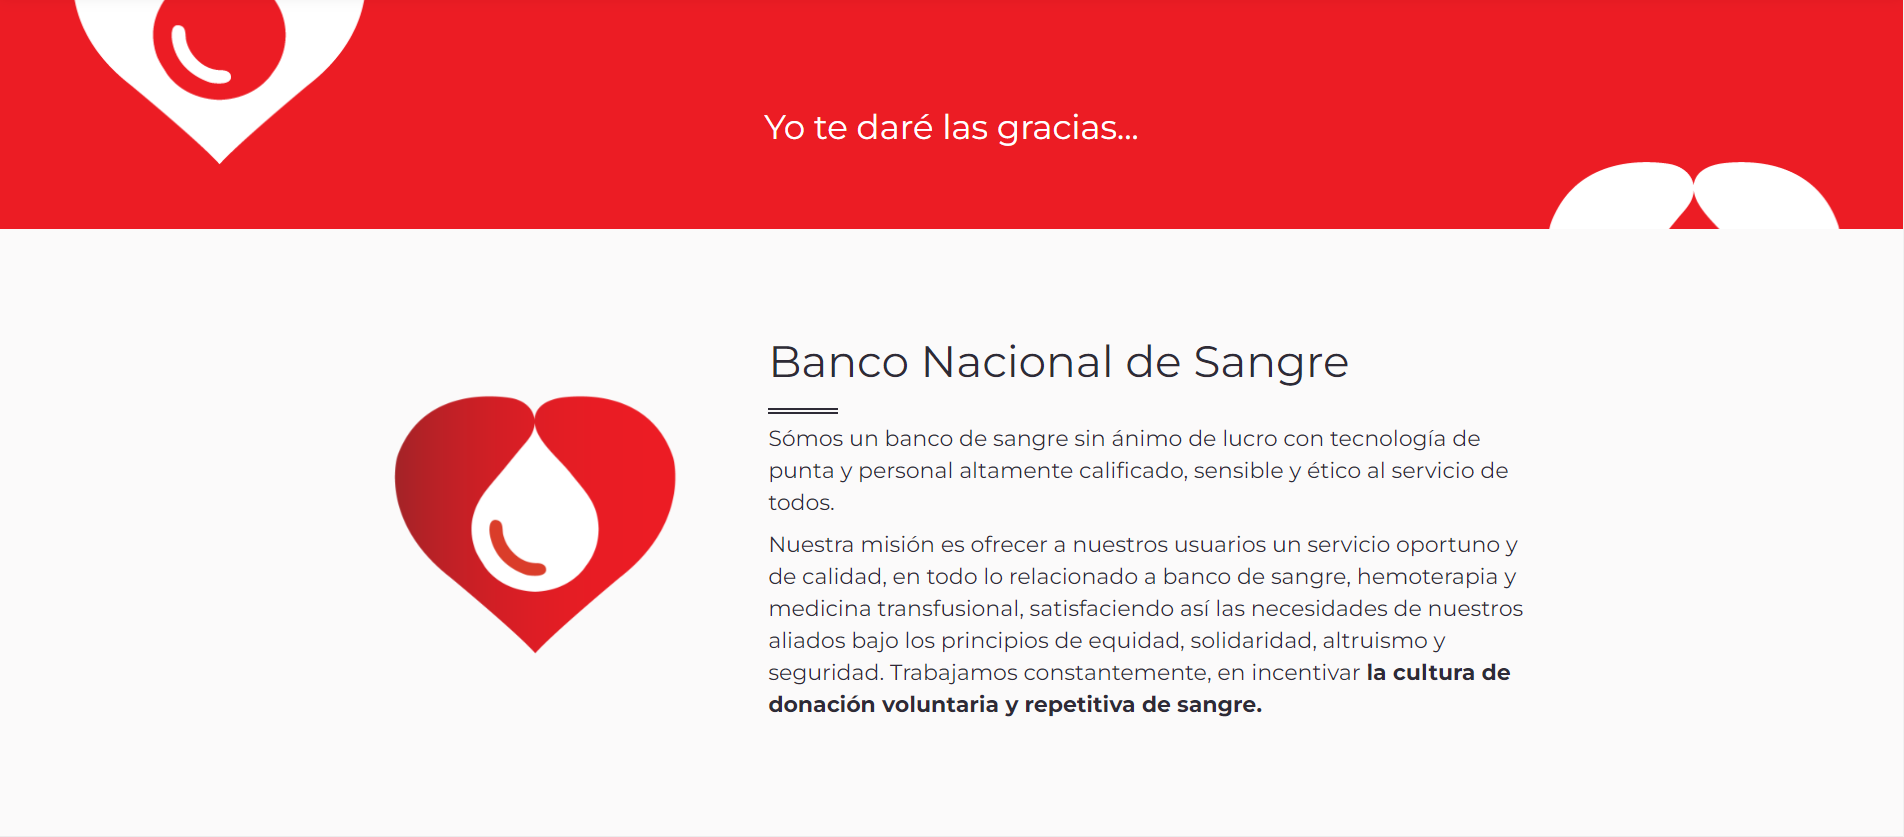 Yo te daré las gracias...
Banco Nacional de Sangre
Sómos un banco de sangre sin ánimo de lucro con tecnología de
punta y personal altamente calificado, sensible y ético al servicio de
todos.
Nuestra misión es ofrecer a nuestros usuarios un servicio oportuno y
de calidad, en todo lo relacionado a banco de sangre, hemoterapia y
medicina transfusional, satisfaciendo así las necesidades de nuestros
aliados bajo los principios de equidad, solidaridad, altruismo y
seguridad. Trabajamos constantemente, en incentivar la cultura de
donación voluntaria y repetitiva de sangre.